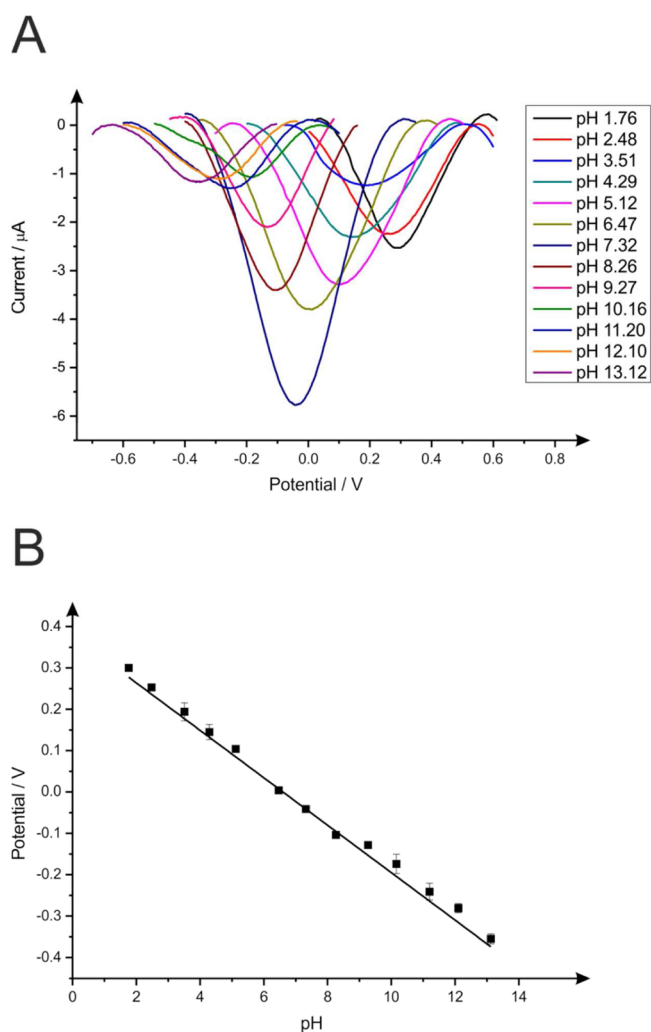 A
0
-1
-2
-3
-4
-5
-6
Current / μA
-0.6
-0.4
-0.2
0.0
0.2
0.4
0.6
0.8
Potential / V
pH 1.76
pH 2.48
pH 3.51
pH 4.29
pH 5.12
pH 6.47
pH 7.32
pH 8.26
pH 9.27
pH 10.16
pH 11.20
pH 12.10
pH 13.12
B
0.4
0.3
0.2
0.1
0.0
-0.1
-0.2
-0.3
-0.4
Potential / V
0
2
4
6
8
10
12
14
pH